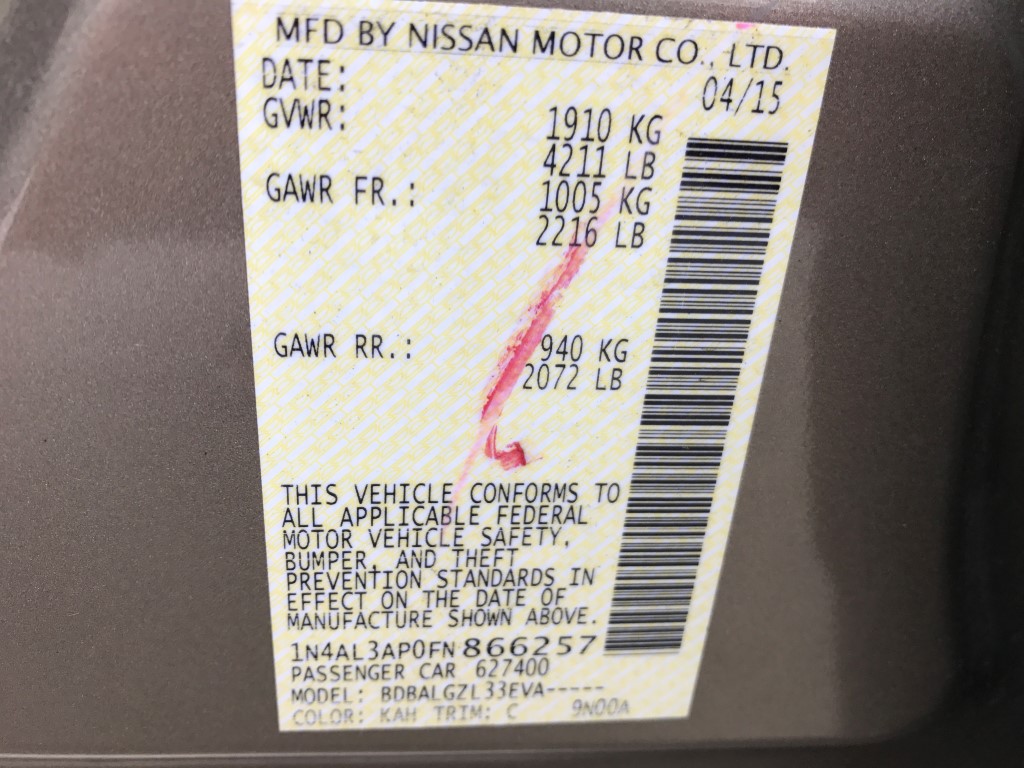 MFD BY NISSAN MOTOR CO., LTD.
DATE: 04/15
GVWR: 1910 KG
4211 LB
GAWR FR.: 1005 KG
2216 LB
GAWR RR.: 940 KG
2072 LB
THIS VEHICLE CONFORMS TO
ALL APPLICABLE FEDERAL
MOTOR VEHICLE SAFETY,
BUMPER, AND THEFT
PREVENTION STANDARDS IN
EFFECT ON THE DATE OF
MANUFACTURE SHOWN ABOVE.
1N4AL3AP0FN866257
PASSENGER CAR 627400
MODEL: BDBALGZL33EVA-----
COLOR: KAH TRIM: C 9N00A